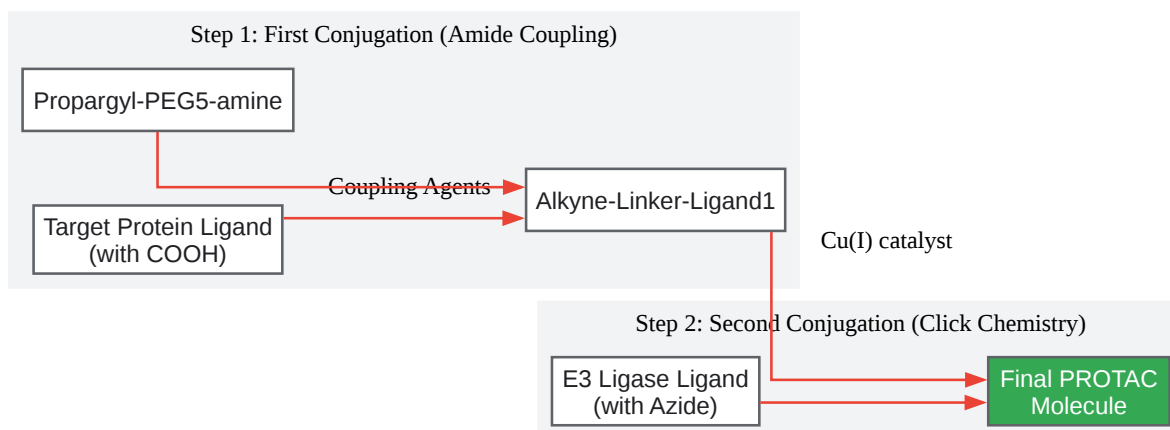 Step 1: First Conjugation (Amide Coupling)
Propargyl-PEG5-amine
Coupling Agents
Alkyne-Linker-Ligand1
Target Protein Ligand
(with COOH)
Cu(I) catalyst
Step 2: Second Conjugation (Click Chemistry)
E3 Ligase Ligand
(with Azide)
Final PROTAC
Molecule